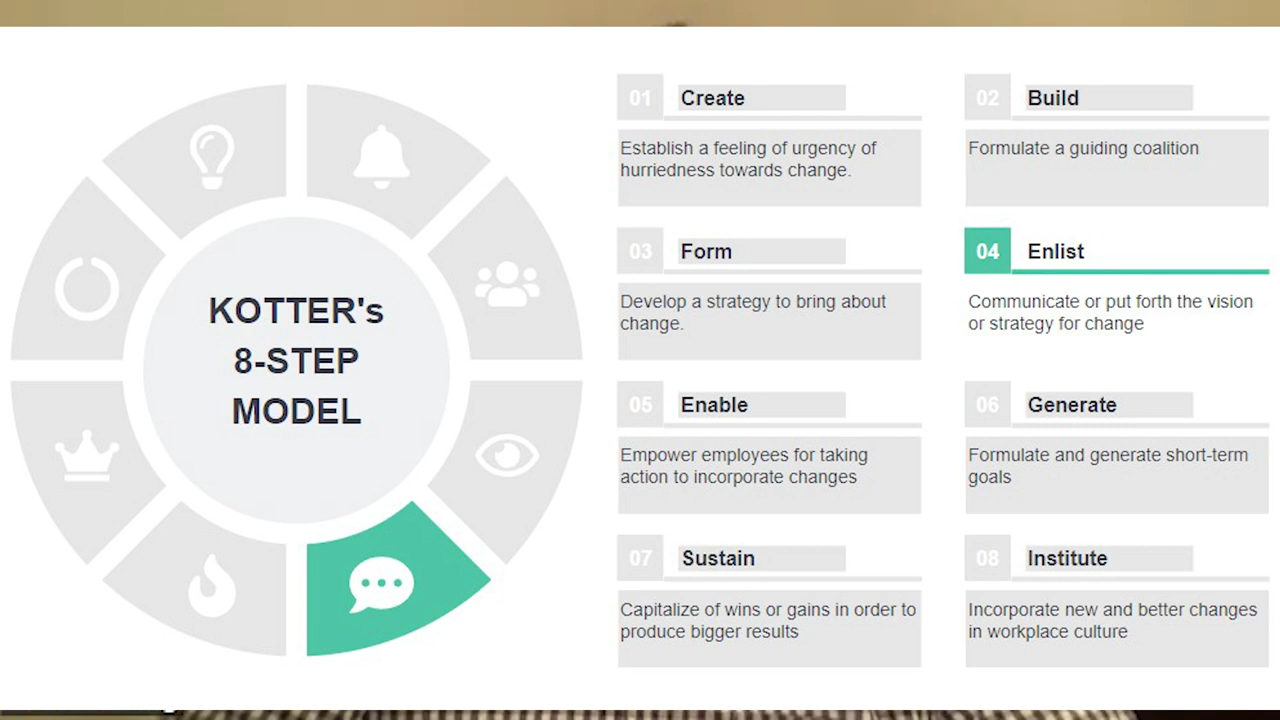 KOTTER's
8-STEP
MODEL
01 Create
Establish a feeling of urgency of
hurriedness towards change.
02 Build
Formulate a guiding coalition
03 Form
Develop a strategy to bring about
change.
04 Enlist
Communicate or put forth the vision
or strategy for change
05 Enable
Empower employees for taking
action to incorporate changes
06 Generate
Formulate and generate short-term
goals
07 Sustain
Capitalize of wins or gains in order to
produce bigger results
08 Institute
Incorporate new and better changes
in workplace culture